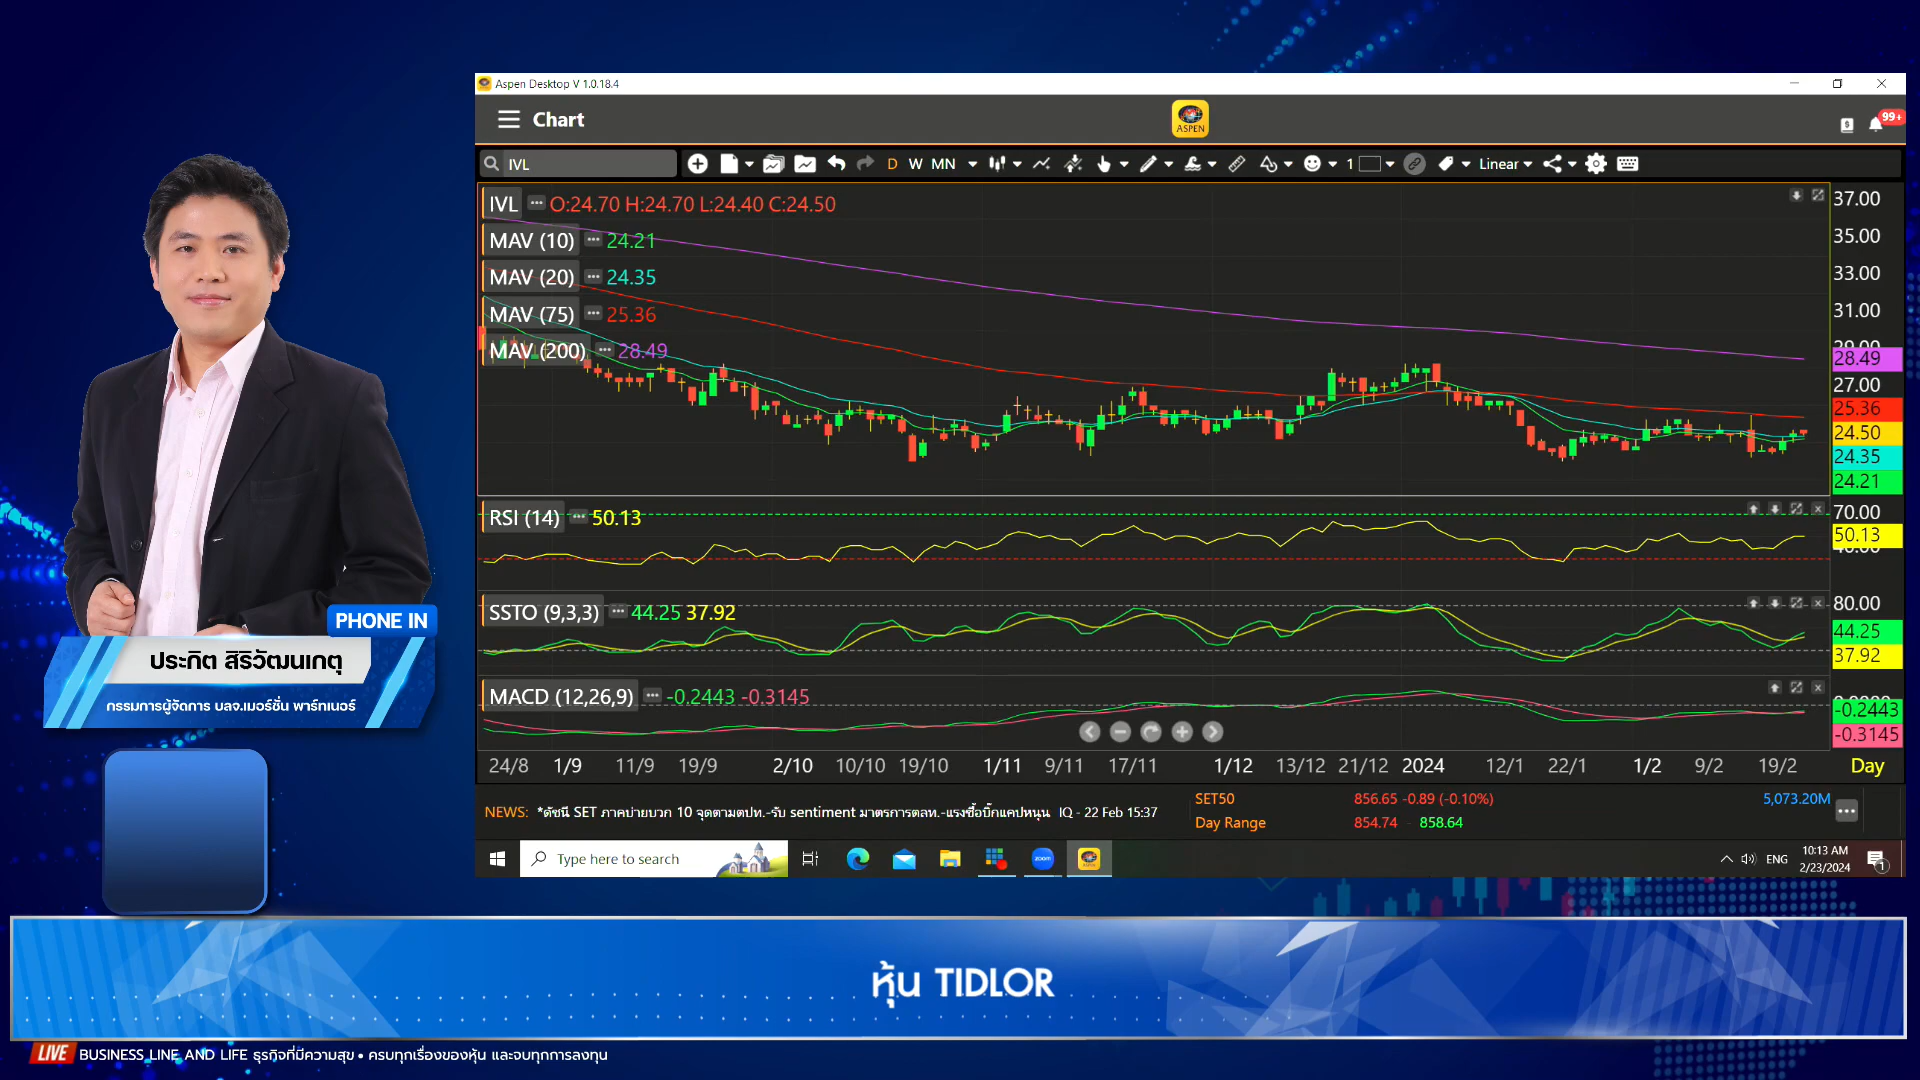 Aspen Desktop V 1.0.18.4
Chart
ASPEN
99+
IVL
D W MN
1
Linear
IVL O:24.70 H:24.70 L:24.40 C:24.50
MAV (10) 24.21
MAV (20) 24.35
MAV (75) 25.36
MAV (200) 28.49
37.00
35.00
33.00
31.00
28.49
27.00
25.36
24.50
24.35
24.21
RSI (14) 50.13
70.00
50.13
SSTO (9,3,3) 44.25 37.92
80.00
44.25
37.92
MACD (12,26,9) -0.2443 -0.3145
-0.2443
-0.3145
24/8 1/9 11/9 19/9 2/10 10/10 19/10 1/11 9/11 17/11 1/12 13/12 21/12 2024 12/1 22/1 1/2 9/2 19/2 Day
NEWS: *ดัชนี SET ภาคบ่ายบวก 10 จุดตามตปท.-รับ sentiment มาตรการตลท.-แรงซื้อบิ๊กแคปหนุน IQ - 22 Feb 15:37
SET50 856.65 -0.89 (-0.10%) 5,073.20M
Day Range 854.74 - 858.64
Type here to search
zoom
ENG
10:13 AM
2/23/2024
1
PHONE IN
ประกิต สิริวัฒนเกตุ
กรรมการผู้จัดการ บลจ.เมอร์ชั่น พาร์ทเนอร์
หุ้น TIDLOR
LIVE BUSINESS LINE AND LIFE ธุรกิจที่มีความสุข • ครบทุกเรื่องของหุ้น และจบทุกการลงทุน